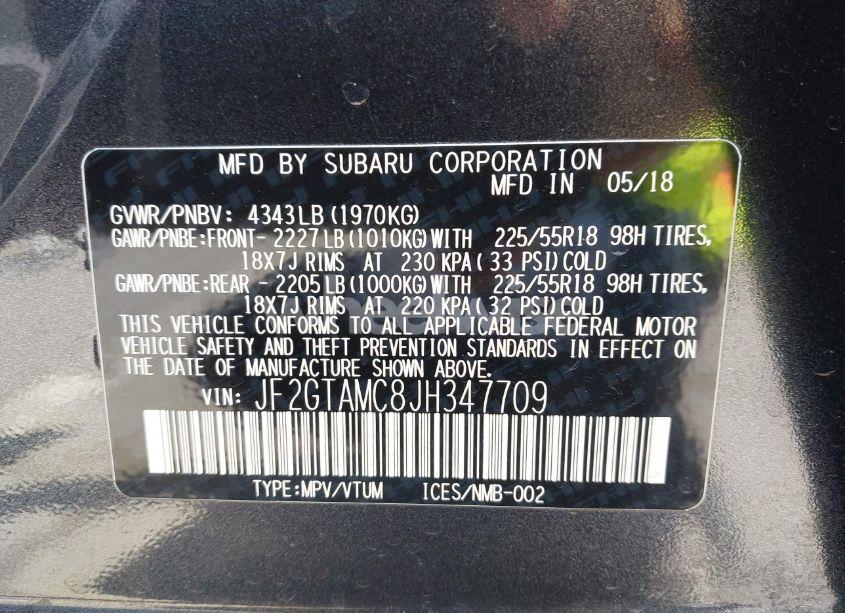 MFD BY SUBARU CORPORATION
MFD IN 05/18
GVWR/PNBV: 4343LB (1970KG)
GAWR/PNBE:FRONT- 2227LB (1010KG) WITH 225/55R18 98H TIRES,
18X7J RIMS AT 230 KPA( 33 PSI) COLD
GAWR/PNBE:REAR - 2205LB (1000KG) WITH 225/55R18 98H TIRES,
18X7J RIMS AT 220 KPA( 32 PSI) COLD
THIS VEHICLE CONFORMS TO ALL APPLICABLE FEDERAL MOTOR
VEHICLE SAFETY AND THEFT PREVENTION STANDARDS IN EFFECT ON
THE DATE OF MANUFACTURE SHOWN ABOVE.
VIN: JF2GTAMC8JH347709
TYPE:MPV/VTUM ICES/NMB-002